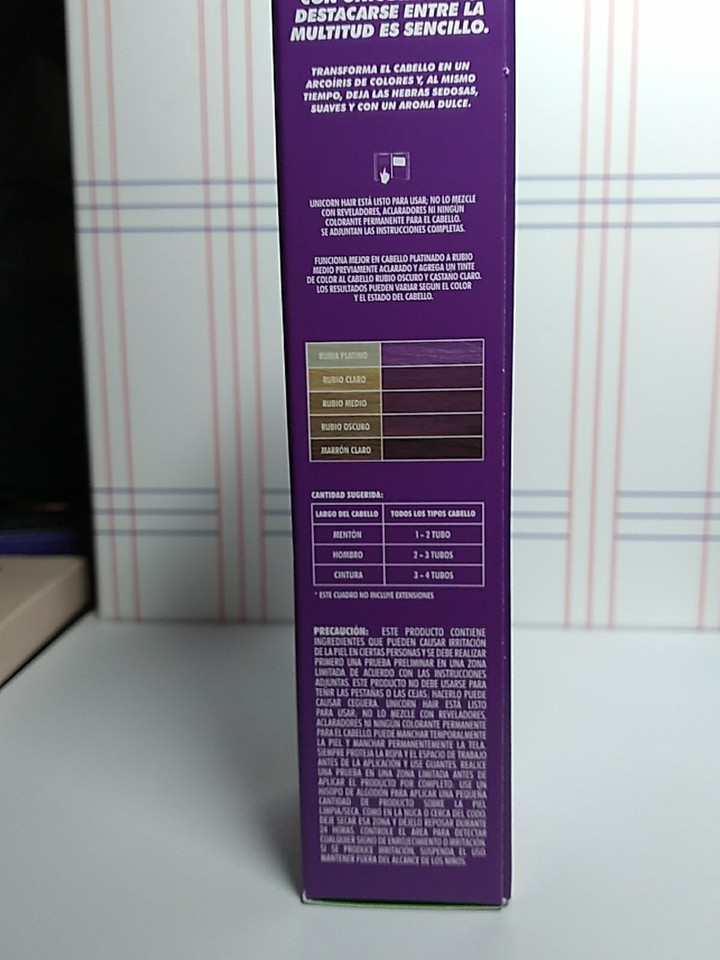 DESTACARSE ENTRE LA
MULTITUD ES SENCILLO.
TRANSFORMA EL CABELLO EN UN
ARCOÍRIS DE COLORES Y, AL MISMO
TIEMPO, DEJA LAS HEBRAS SEDOSAS,
SUAVES Y CON UN AROMA DULCE.
UNICORN HAIR ESTÁ LISTO PARA USAR; NO LO MEZCLE
CON REVELADORES, ACLARADORES NI NINGÚN
COLORANTE PERMANENTE PARA EL CABELLO.
SE ADJUNTAN LAS INSTRUCCIONES COMPLETAS.
FUNCIONA MEJOR EN CABELLO PLATINADO A RUBIO
MEDIO PREVIAMENTE ACLARADO Y AGREGA UN TINTE
DE COLOR AL CABELLO RUBIO OSCURO Y CASTAÑO CLARO.
LOS RESULTADOS PUEDEN VARIAR SEGÚN EL COLOR
Y EL ESTADO DEL CABELLO.
RUBIA PLATINO
RUBIO CLARO
RUBIO MEDIO
RUBIO OSCURO
MARRÓN CLARO
CANTIDAD SUGERIDA:
LARGO DEL CABELLO TODOS LOS TIPOS CABELLO
MENTÓN 1 – 2 TUBO
HOMBRO 2 – 3 TUBOS
CINTURA 3 – 4 TUBOS
* ESTE CUADRO NO INCLUYE EXTENSIONES
PRECAUCIÓN: ESTE PRODUCTO CONTIENE
INGREDIENTES QUE PUEDEN CAUSAR IRRITACIÓN
DE LA PIEL EN CIERTAS PERSONAS Y SE DEBE REALIZAR
PRIMERO UNA PRUEBA PRELIMINAR EN UNA ZONA
LIMITADA DE ACUERDO CON LAS INSTRUCCIONES
ADJUNTAS. ESTE PRODUCTO NO DEBE USARSE PARA
TEÑIR LAS PESTAÑAS O LAS CEJAS; HACERLO PUEDE
CAUSAR CEGUERA. UNICORN HAIR ESTÁ LISTO
PARA USAR; NO LO MEZCLE CON REVELADORES,
ACLARADORES NI NINGÚN COLORANTE PERMANENTE
PARA EL CABELLO. PUEDE MANCHAR TEMPORALMENTE
LA PIEL Y MANCHAR PERMANENTEMENTE LA TELA.
SIEMPRE PROTEJA LA ROPA Y EL ESPACIO DE TRABAJO
ANTES DE LA APLICACIÓN Y USE GUANTES. REALICE
UNA PRUEBA EN UNA ZONA LIMITADA ANTES DE
APLICAR EL PRODUCTO POR COMPLETO: USE UN
HISOPO DE ALGODÓN PARA APLICAR UNA PEQUEÑA
CANTIDAD DE PRODUCTO SOBRE LA PIEL
LIMPIA/SECA, COMO EN LA NUCA O CERCA DEL CODO.
DEJE SECAR ESA ZONA Y DÉJELO REPOSAR DURANTE
24 HORAS. CONTROLE EL ÁREA PARA DETECTAR
CUALQUIER SIGNO DE ENROJECIMIENTO O IRRITACIÓN.
SI SE PRODUCE IRRITACIÓN, SUSPENDA EL USO.
MANTENER FUERA DEL ALCANCE DE LOS NIÑOS.